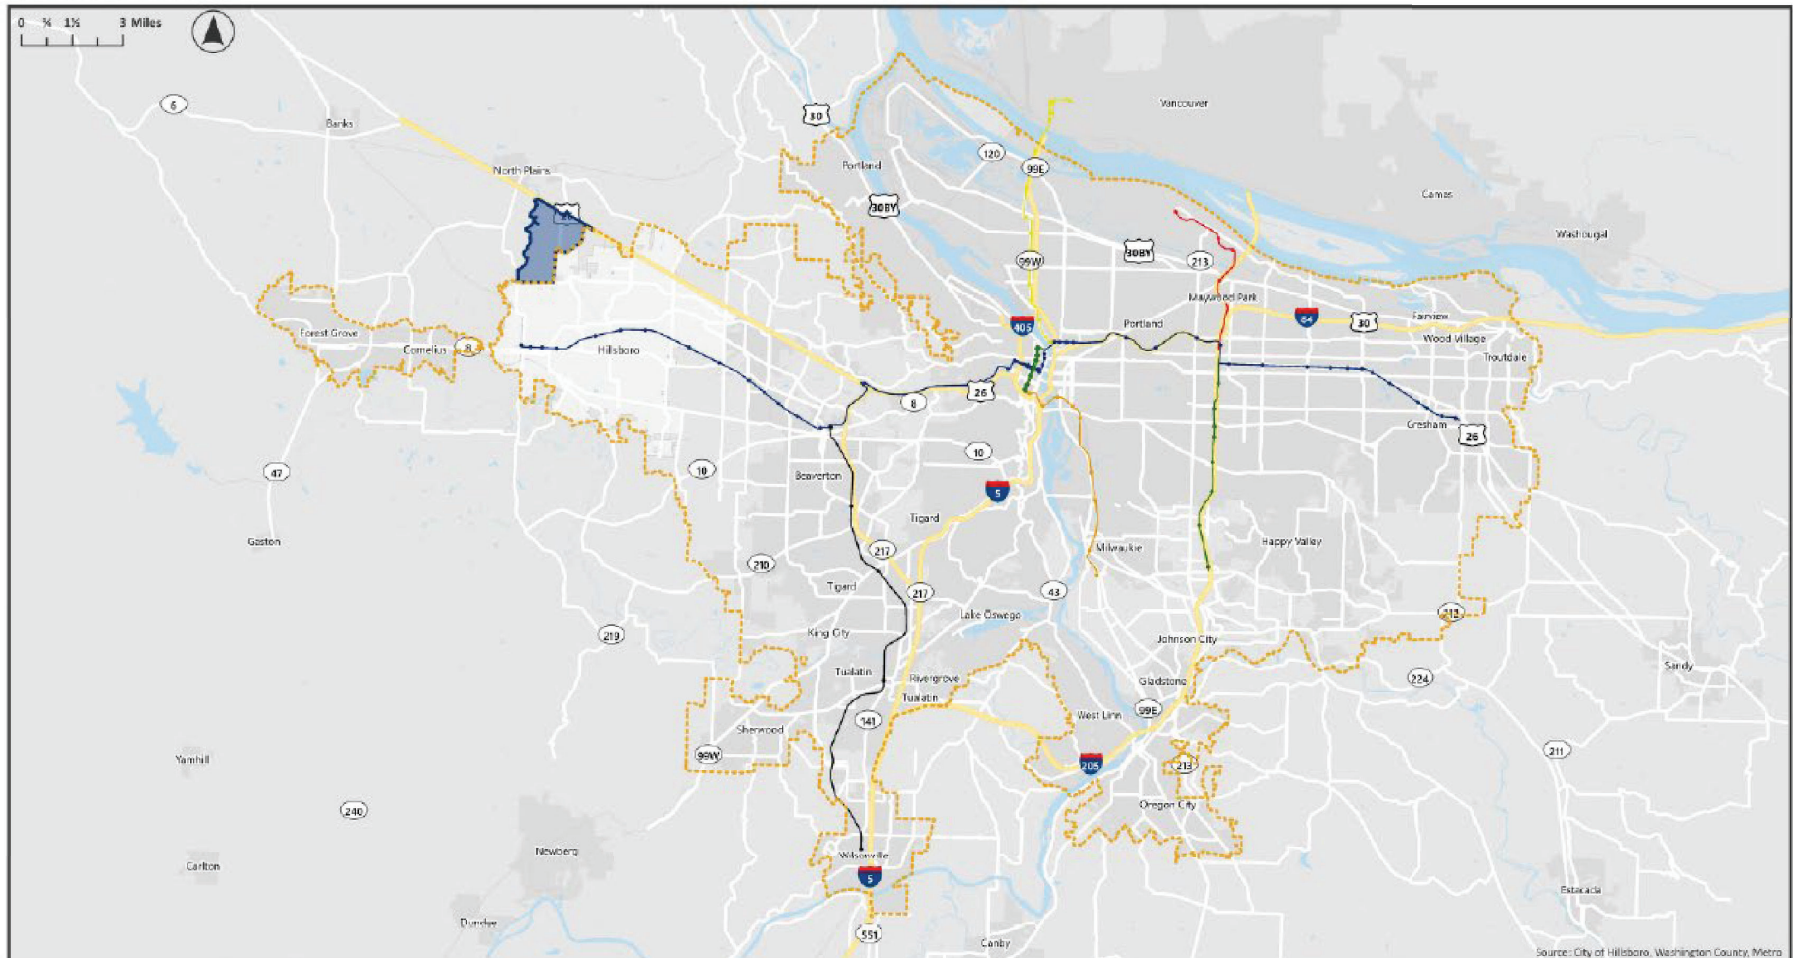 0 ¾ 1½ 3 Miles
6
Banks
30
Vancouver
120
Portland
99E
North Plains
Camas
30BY
26
Washougal
30BY
99W
213
Maywood Park
405
84
Fairview
Forest Grove
Portland
30
Cornelius
8
Hillsboro
Wood Village
Troutdale
26
8
Gresham
26
10
47
10
Beaverton
5
Tigard
Gaston
217
Milwaukie
Happy Valley
210
Tigard
217
43
Lake Oswego
212
219
King City
Johnson City
Tualatin
Rivergrove
Gladstone
224
Sandy
Tualatin
99E
141
West Linn
Sherwood
99W
211
Yamhill
205
213
240
Oregon City
Newberg
Wilsonville
Carlton
5
Estacada
Dundee
551
Canby
Source: City of Hillsboro, Washington County, Metro